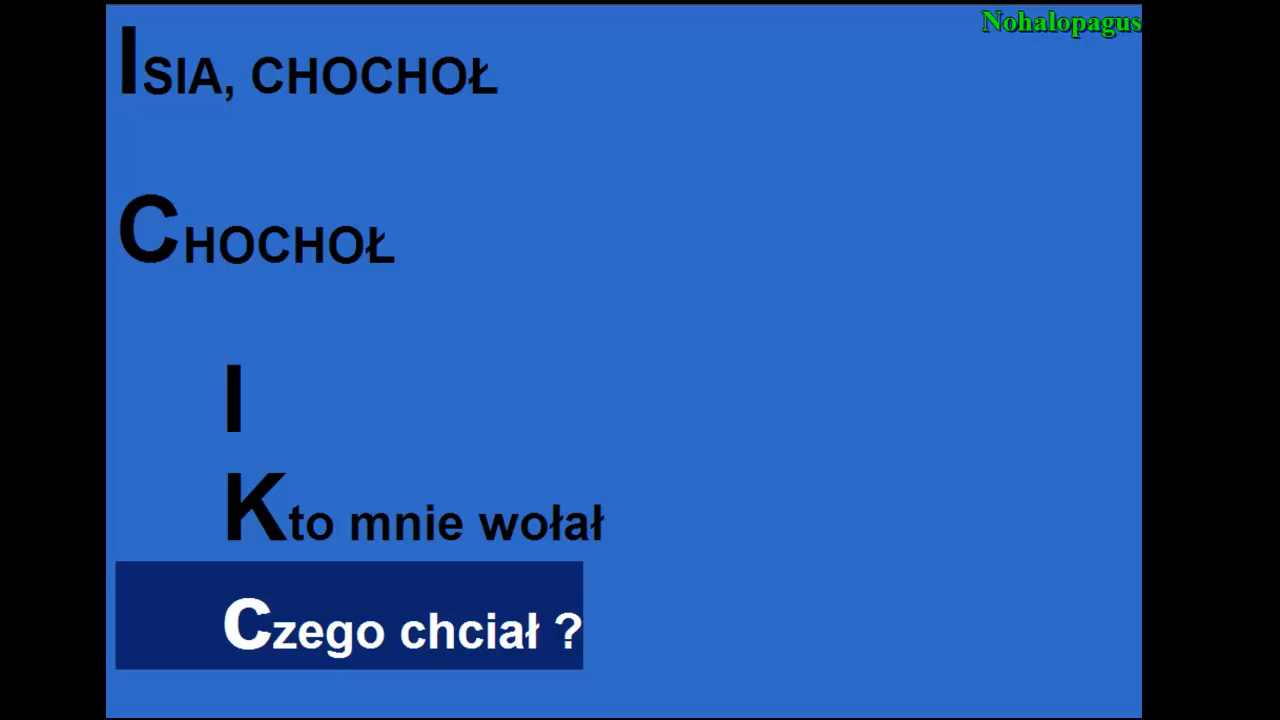 Nohalopagus
ISIA, CHOCHOŁ
CHOCHOŁ
I
Kto mnie wołał
Czego chciał ?